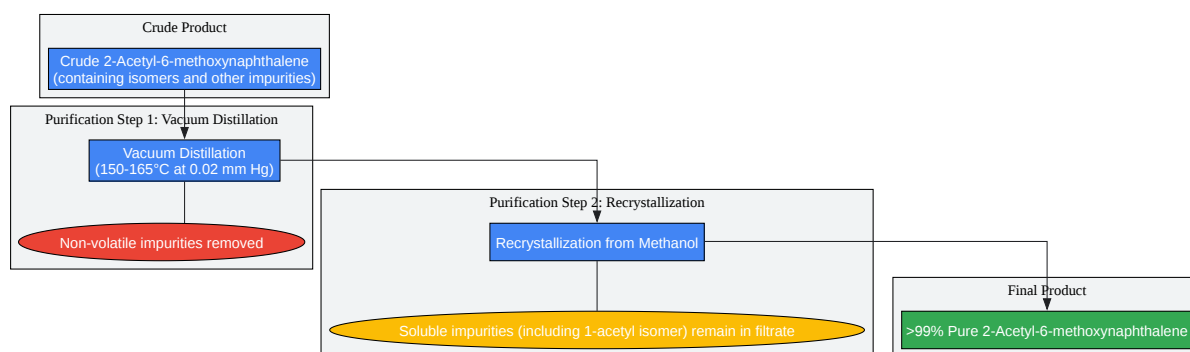 Crude Product
Crude 2-Acetyl-6-methoxynaphthalene
(containing isomers and other impurities)
Purification Step 1: Vacuum Distillation
Vacuum Distillation
(150-165°C at 0.02 mm Hg)
Non-volatile impurities removed
Purification Step 2: Recrystallization
Recrystallization from Methanol
Soluble impurities (including 1-acetyl isomer) remain in filtrate
Final Product
>99% Pure 2-Acetyl-6-methoxynaphthalene